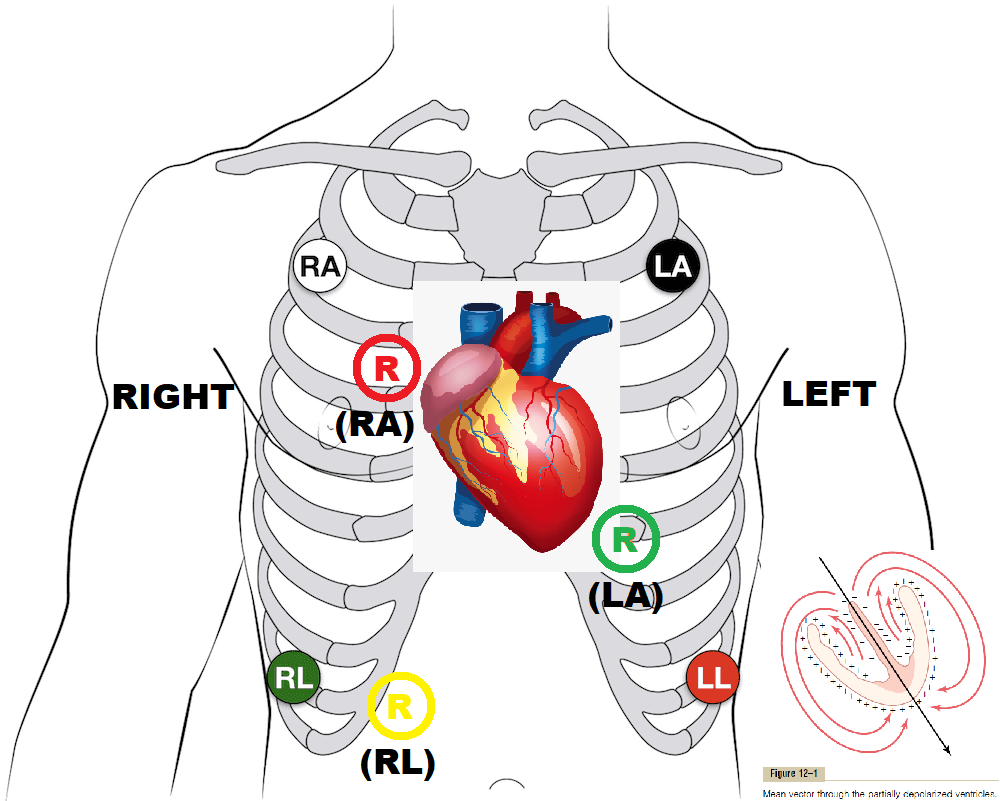 RA
LA
R
(RA)
RIGHT
LEFT
R
(LA)
RL
LL
R
(RL)
Figure 12–1
Mean vector through the partially depolarized ventricles.